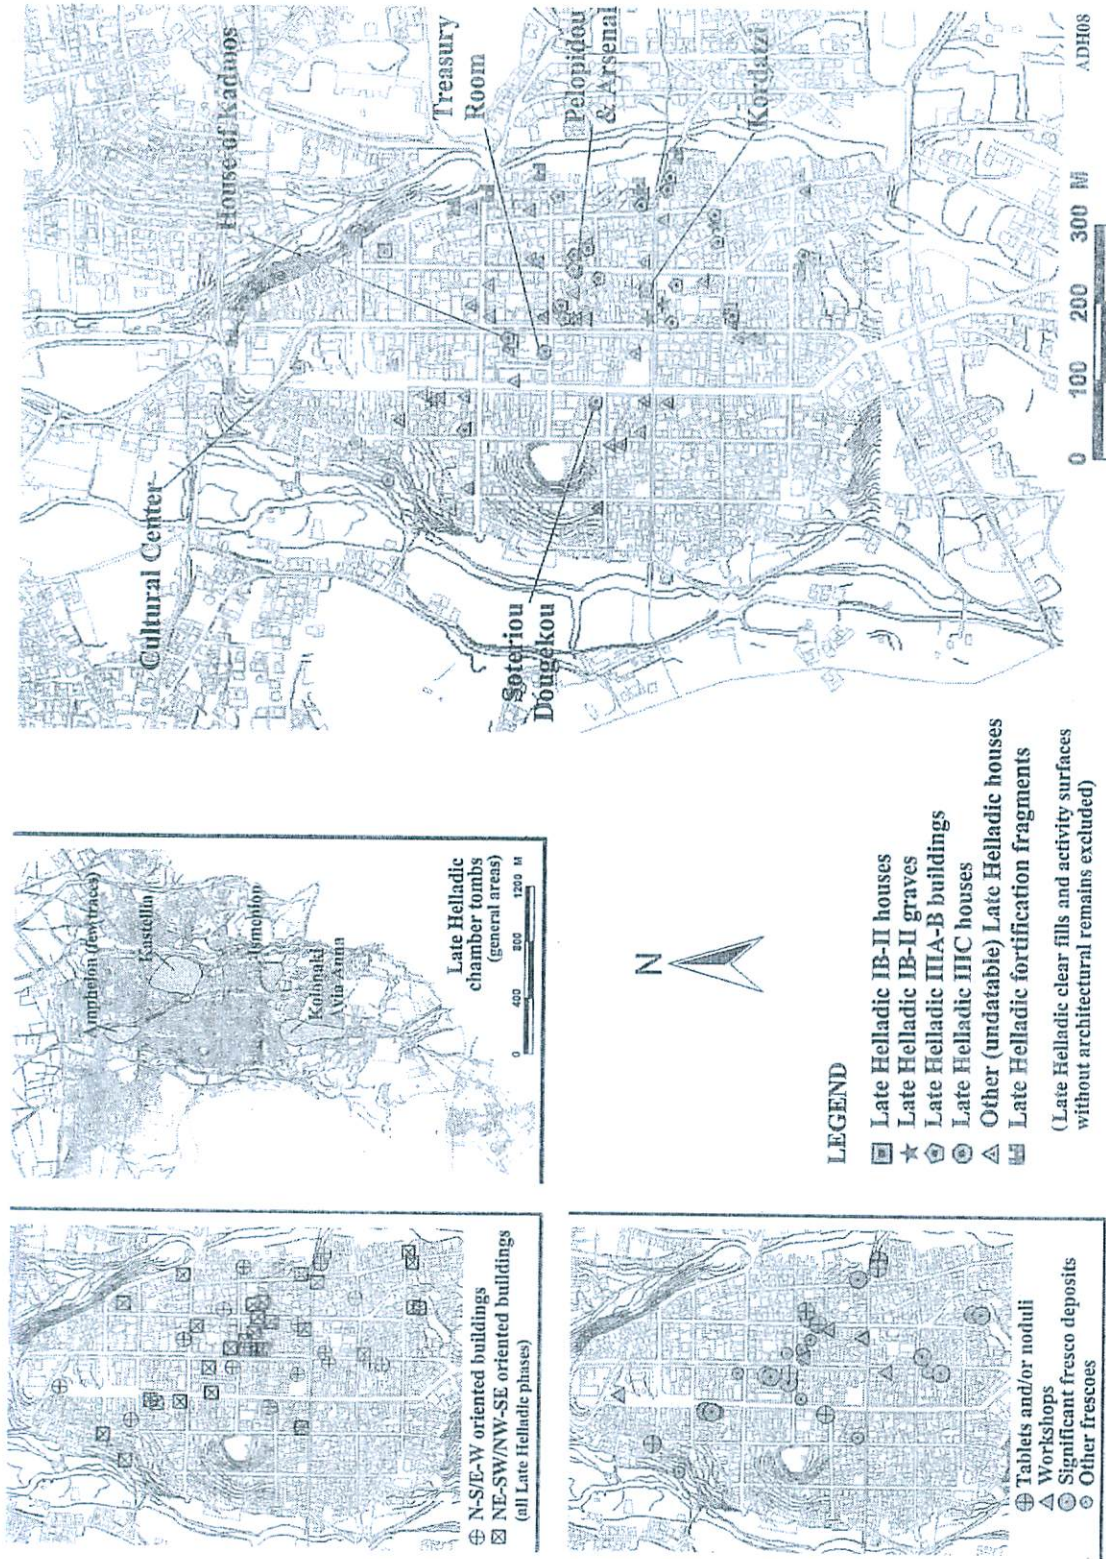 House of Kadmos
Treasury
Room
Pelopidou
& Arsenal
Kordatzi
Cultural Center
Soteriou
Dougekou
0 100 200 300 M
ADH08
Ampheion (few traces)
Kastellia
Ismenion
Kolonaki
Ayia Anna
Late Helladic
chamber tombs
(general areas)
0 400 800 1200 M
N-S/E-W oriented buildings
NE-SW/NW-SE oriented buildings
(all Late Helladic phases)
Tablets and/or noduli
Workshops
Significant fresco deposits
Other frescoes
N
LEGEND
Late Helladic IB-II houses
Late Helladic IB-II graves
Late Helladic IIIA-B buildings
Late Helladic IIIC houses
Other (undatable) Late Helladic houses
Late Helladic fortification fragments
(Late Helladic clear fills and activity surfaces
without architectural remains excluded)